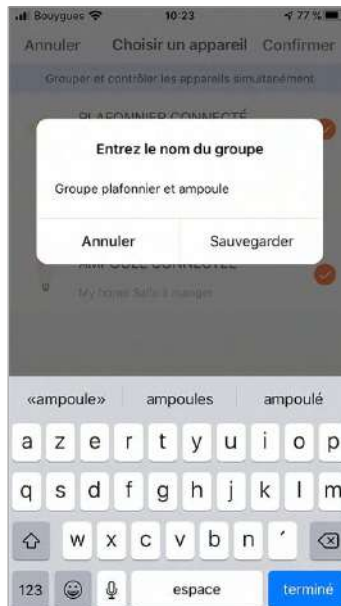 Bouygues 10:23 77 %
Annuler Choisir un appareil Confirmer
Grouper et contrôler les appareils simultanément
PLAFONNIER CONNECTÉ
Entrez le nom du groupe
Groupe plafonnier et ampoule
Annuler Sauvegarder
AMPOULE CONNECTÉE
My home| Salle à manger
«ampoule» ampoules ampoulé
a z e r t y u i o p
q s d f g h j k l m
w x c v b n ´
123 espace terminé